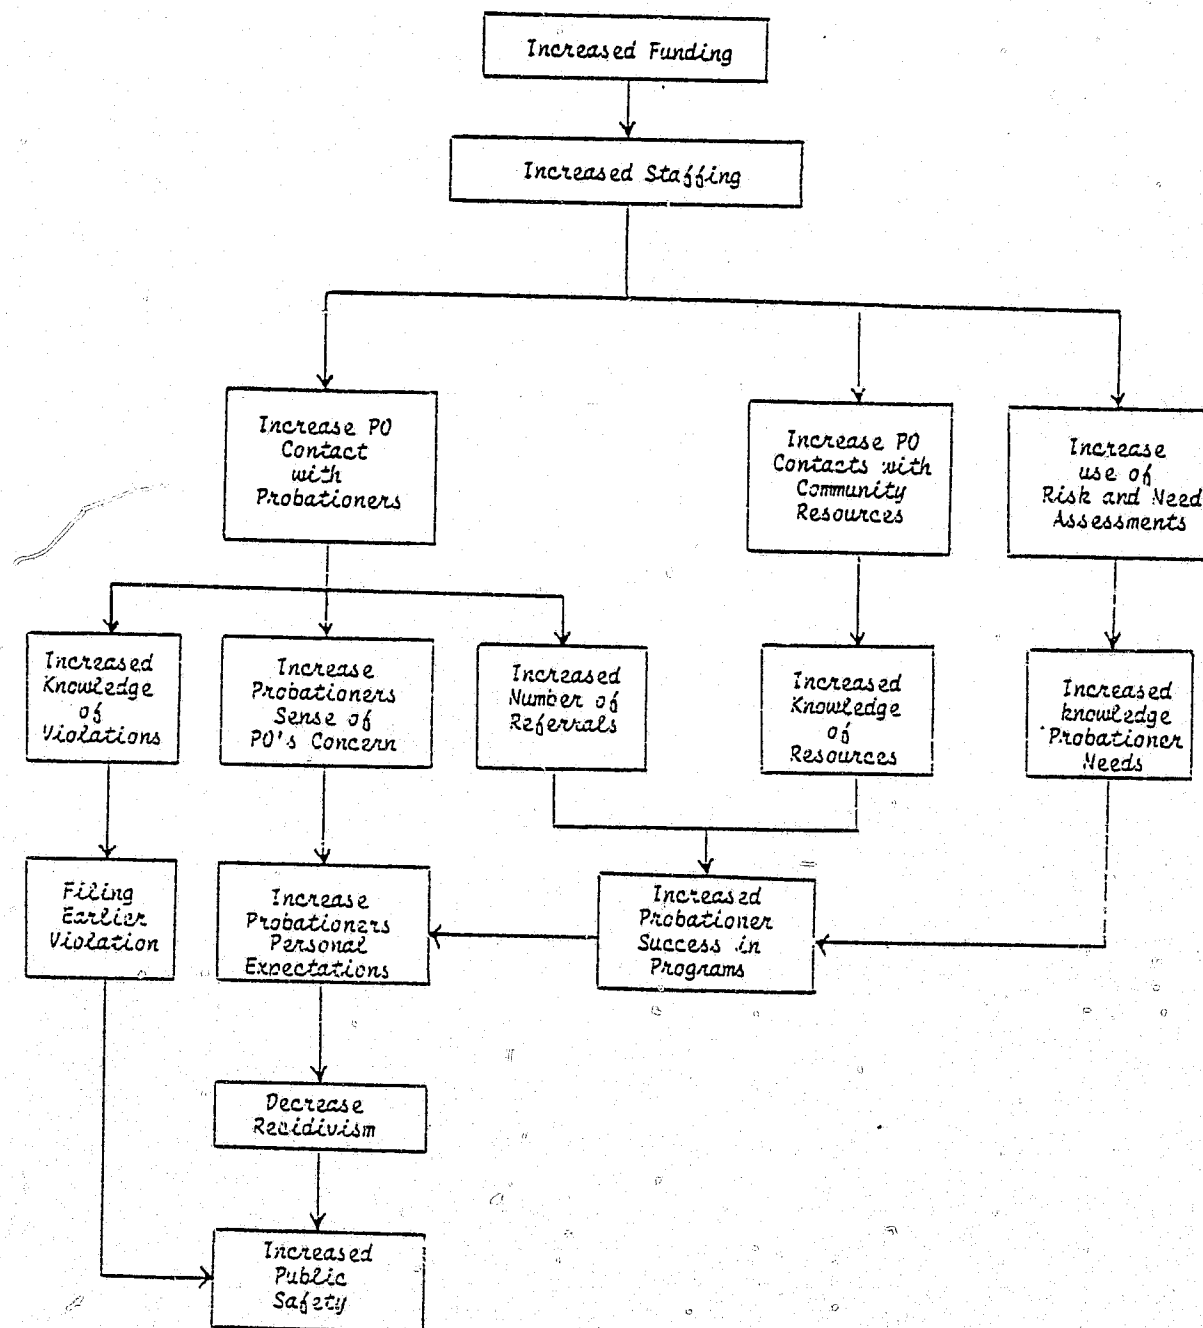 Increased Funding
Increased Staffing
Increase PO
Contact
with
Probationers
Increase PO
Contacts with
Community
Resources
Increase
use of
Risk and Need
Assessments
Increased
Knowledge
of
Violations
Increase
Probationers
Sense of
PO's Concern
Increased
Number of
Referrals
Increased
Knowledge
of
Resources
Increased
knowledge
Probationer
Needs
Filing
Earlier
Violation
Increase
Probationers
Personal
Expectations
Increased
Probationer
Success in
Programs
Decrease
Recidivism
Increased
Public
Safety